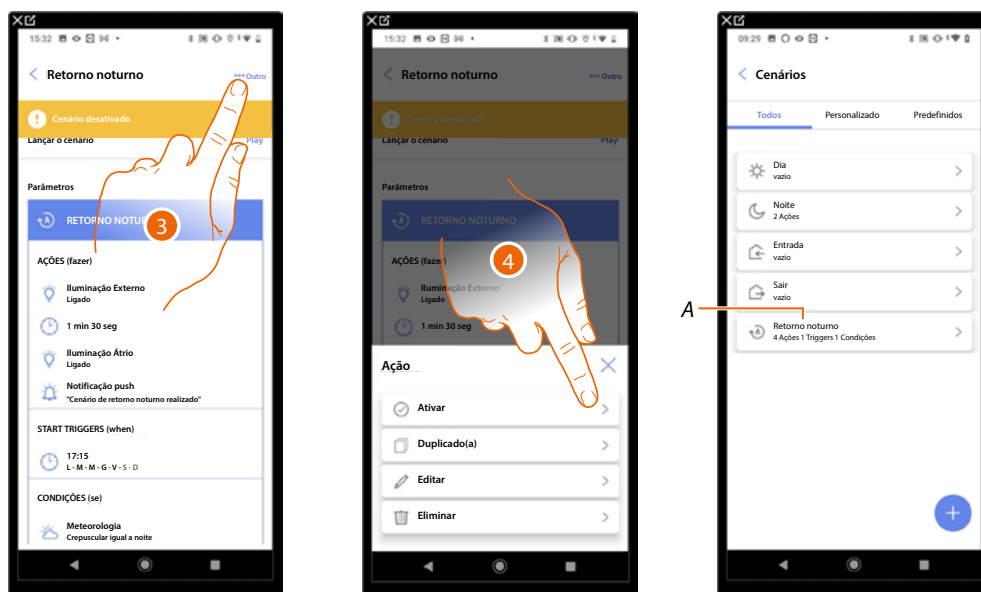 15:32
Retorno noturno
*** Outro
Cenário desativado
Lançar o cenário
Play
Parâmetros
RETORNO NOTU
3
AÇÕES (fazer)
Iluminação Externo
Ligado
1 min 30 seg
Iluminação Átrio
Ligado
Notificação push
"Cenário de retorno noturno realizado"
START TRIGGERS (when)
17:15
L - M - M - G - V - S - D
CONDIÇÕES (se)
Meteorologia
Crepuscular igual a noite
15:32
Retorno noturno
*** Outro
Cenário desativado
Lançar o cenário
Play
Parâmetros
RETORNO NOTURNO
AÇÕES (fazer)
4
Iluminação Externo
Ligado
1 min 30 seg
Ação
Ativar
Duplicado(a)
Editar
Eliminar
09:29
Cenários
Todos
Personalizado
Predefinidos
Dia
vazio
Noite
2 Ações
Entrada
vazio
Sair
vazio
A
Retorno noturno
4 Ações 1 Triggers 1 Condições